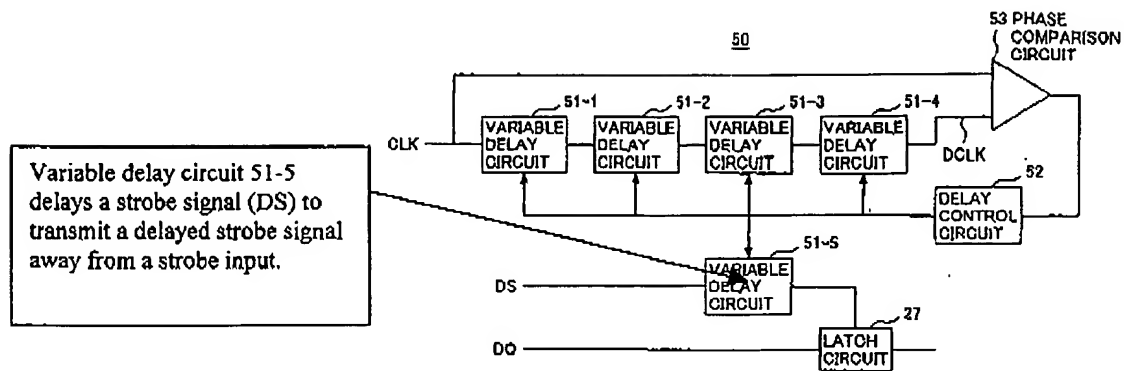 53 PHASE
COMPARISON
CIRCUIT
50
51-1
51-2
51-3
51-4
CLK
VARIABLE
DELAY
CIRCUIT
VARIABLE
DELAY
CIRCUIT
VARIABLE
DELAY
CIRCUIT
VARIABLE
DELAY
CIRCUIT
DCLK
52
DELAY
CONTROL
CIRCUIT
Variable delay circuit 51-5
delays a strobe signal (DS) to
transmit a delayed strobe signal
away from a strobe input.
51-5
DS
VARIABLE
DELAY
CIRCUIT
27
DQ
LATCH
CIRCUIT